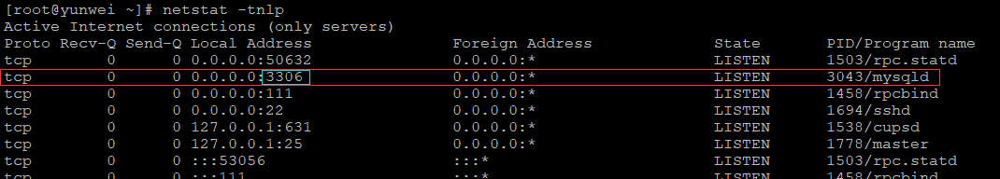 [root@yunwei ~]# netstat -tnlp
Active Internet connections (only servers)
Proto Recv-Q Send-Q Local Address               Foreign Address             State       PID/Program name
tcp        0      0 0.0.0.0:50632               0.0.0.0:*                   LISTEN      1503/rpc.statd
tcp        0      0 0.0.0.0:3306                0.0.0.0:*                   LISTEN      3043/mysqld
tcp        0      0 0.0.0.0:111                 0.0.0.0:*                   LISTEN      1458/rpcbind
tcp        0      0 0.0.0.0:22                  0.0.0.0:*                   LISTEN      1694/sshd
tcp        0      0 127.0.0.1:631               0.0.0.0:*                   LISTEN      1538/cupsd
tcp        0      0 127.0.0.1:25                0.0.0.0:*                   LISTEN      1778/master
tcp        0      0 :::53056                    :::*                        LISTEN      1503/rpc.statd
tcp        0      0 :::111                      :::*                        LISTEN      1458/rpcbind